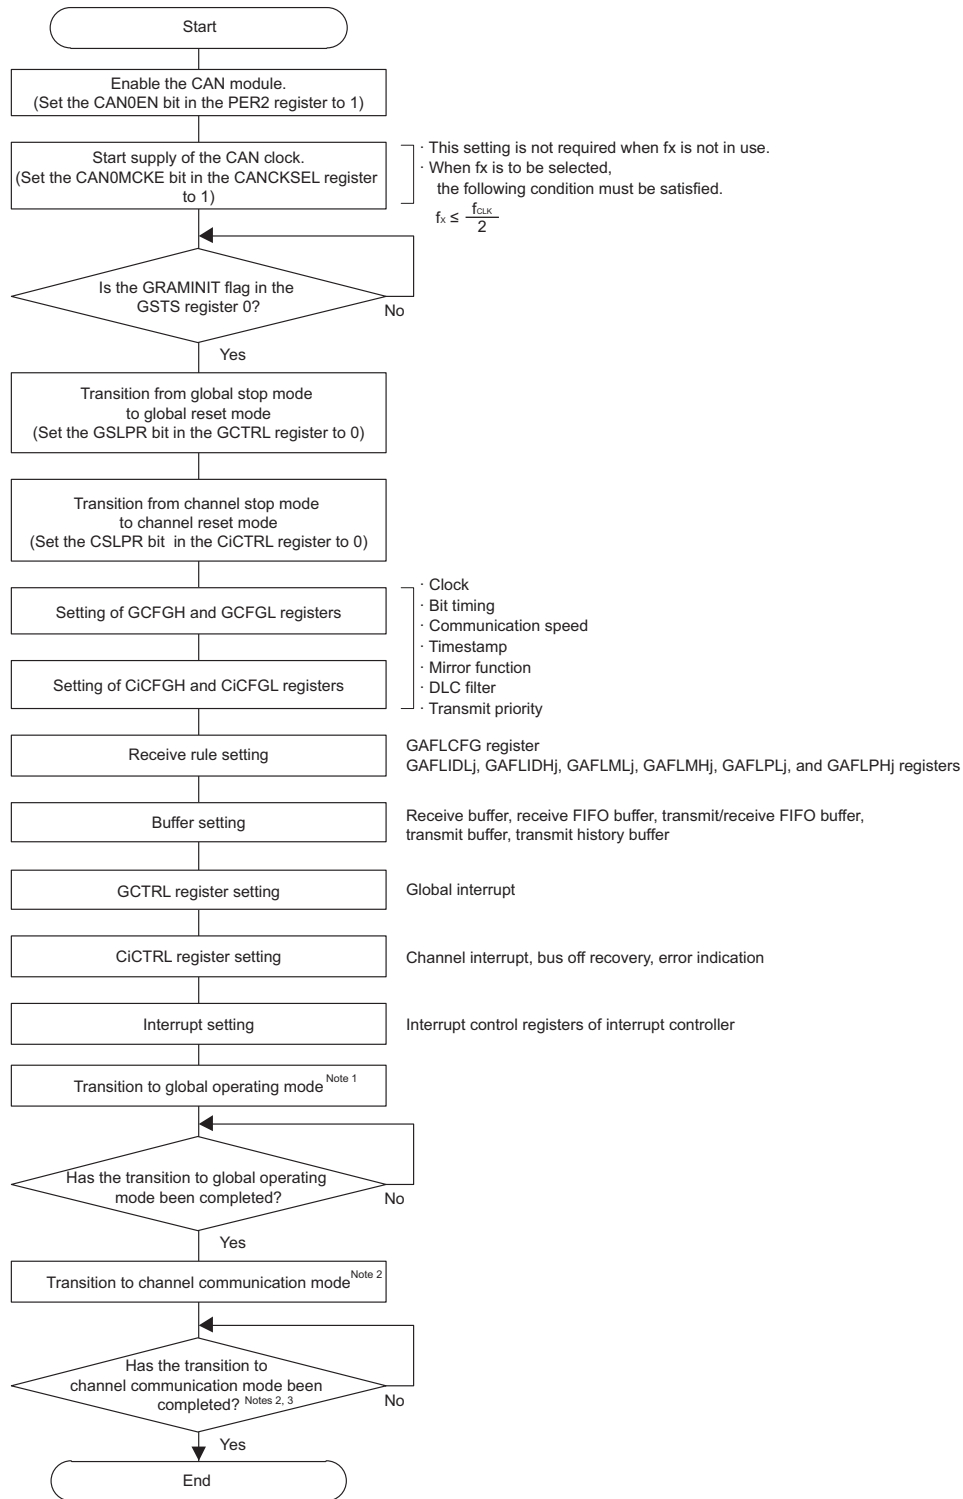 Start
Enable the CAN module.
(Set the CAN0EN bit in the PER2 register to 1)
Start supply of the CAN clock.
(Set the CAN0MCKE bit in the CANCKSEL register
to 1)
· This setting is not required when fx is not in use.
· When fx is to be selected,
the following condition must be satisfied.
fx ≤ fCLK / 2
Is the GRAMINIT flag in the
GSTS register 0?
No
Yes
Transition from global stop mode
to global reset mode
(Set the GSLPR bit in the GCTRL register to 0)
Transition from channel stop mode
to channel reset mode
(Set the CSLPR bit in the CiCTRL register to 0)
Setting of GCFGH and GCFGL registers
Setting of CiCFGH and CiCFGL registers
· Clock
· Bit timing
· Communication speed
· Timestamp
· Mirror function
· DLC filter
· Transmit priority
Receive rule setting
GAFLCFG register
GAFLIDLj, GAFLIDHj, GAFLMLj, GAFLMHj, GAFLPLj, and GAFLPHj registers
Buffer setting
Receive buffer, receive FIFO buffer, transmit/receive FIFO buffer,
transmit buffer, transmit history buffer
GCTRL register setting
Global interrupt
CiCTRL register setting
Channel interrupt, bus off recovery, error indication
Interrupt setting
Interrupt control registers of interrupt controller
Transition to global operating mode Note 1
Has the transition to global operating
mode been completed?
No
Yes
Transition to channel communication mode Note 2
Has the transition to
channel communication mode been
completed? Notes 2, 3
No
Yes
End